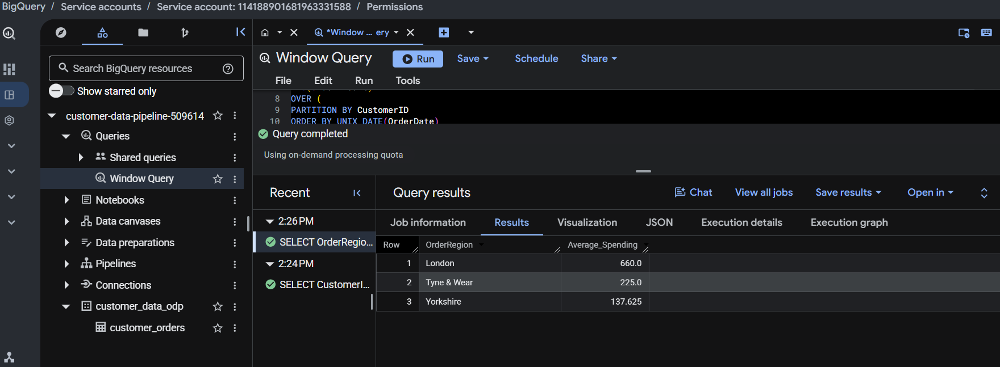 BigQuery / Service accounts / Service account: 114188901681963331588 / Permissions
*Window ... ery
Search BigQuery resources
Show starred only
customer-data-pipeline-509614
Queries
Shared queries
Window Query
Notebooks
Data canvases
Data preparations
Pipelines
Connections
customer_data_odp
customer_orders
Window Query
Run
Save
Schedule
Share
File Edit Run Tools
8 OVER (
9 PARTITION BY CustomerID
10 ORDER BY UNIX_DATE(OrderDate)
Query completed
Using on-demand processing quota
Recent
2:26 PM
SELECT OrderRegio...
2:24 PM
SELECT CustomerI...
Query results
Chat
View all jobs
Save results
Open in
Job information Results Visualization JSON Execution details Execution graph
Row OrderRegion Average_Spending
1 London 660.0
2 Tyne & Wear 225.0
3 Yorkshire 137.625